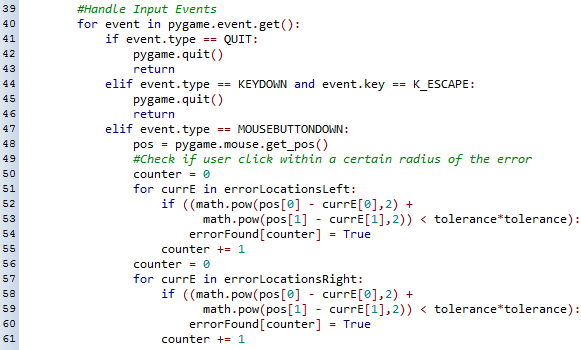 39 #Handle Input Events
40 for event in pygame.event.get():
41 if event.type == QUIT:
42 pygame.quit()
43 return
44 elif event.type == KEYDOWN and event.key == K_ESCAPE:
45 pygame.quit()
46 return
47 elif event.type == MOUSEBUTTONDOWN:
48 pos = pygame.mouse.get_pos()
49 #Check if user click within a certain radius of the error
50 counter = 0
51 for currE in errorLocationsLeft:
52 if ((math.pow(pos[0] - currE[0],2) +
53 math.pow(pos[1] - currE[1],2)) < tolerance*tolerance):
54 errorFound[counter] = True
55 counter += 1
56 counter = 0
57 for currE in errorLocationsRight:
58 if ((math.pow(pos[0] - currE[0],2) +
59 math.pow(pos[1] - currE[1],2)) < tolerance*tolerance):
60 errorFound[counter] = True
61 counter += 1